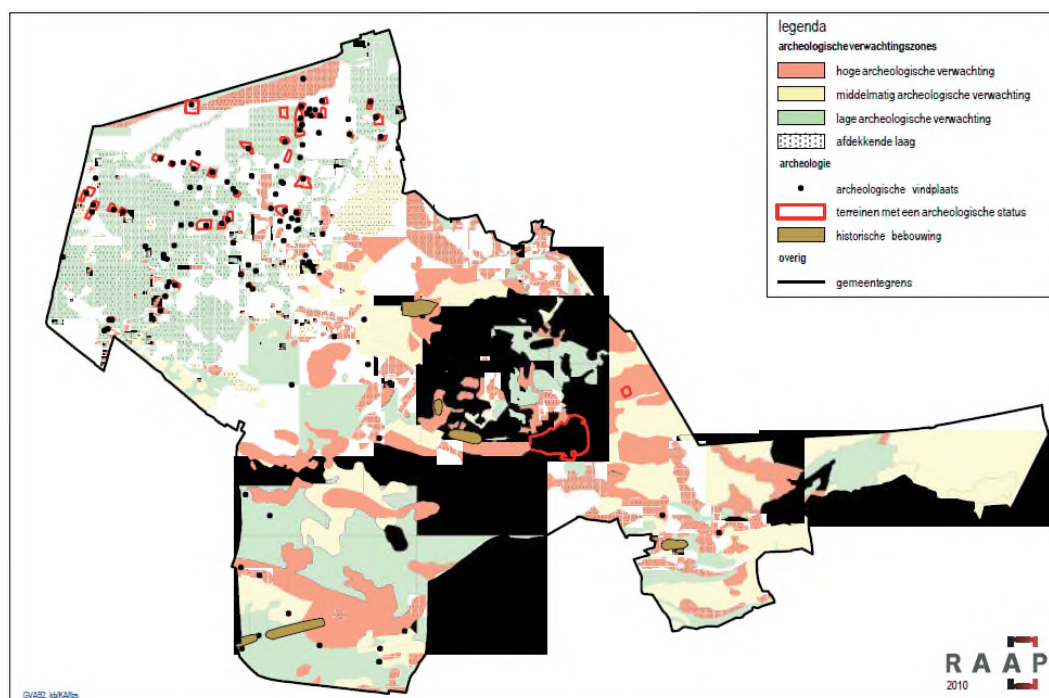 legenda
archeologische verwachtingszones
hoge archeologische verwachting
middelmatig archeologische verwachting
lage archeologische verwachting
afdekkende laag
archeologie
archeologische vindplaats
terreinen met een archeologische status
historische bebouwing
overig
gemeentegrens
RAAP
2010